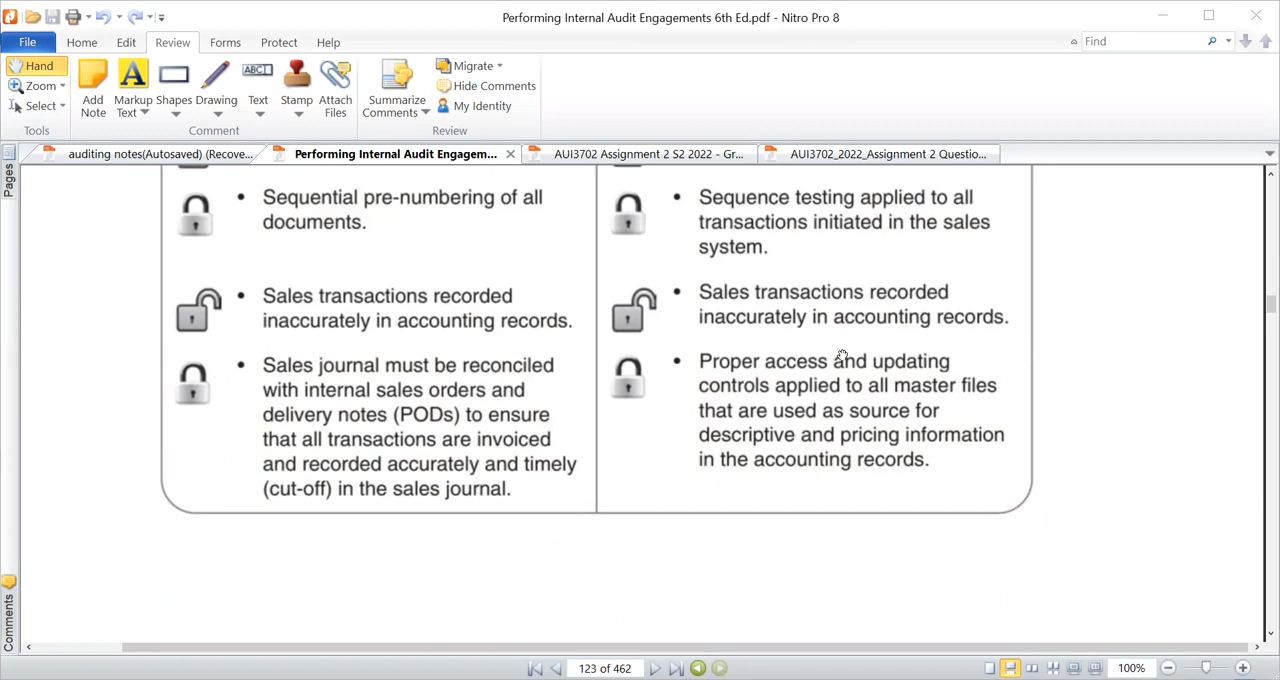 Performing Internal Audit Engagements 6th Ed.pdf - Nitro Pro 8
File Home Edit Review Forms Protect Help
Find
Hand
Zoom
Select
Tools
Add Note
Markup Text
Shapes
Drawing
ABC
Text
Stamp
Attach Files
Comment
Summarize Comments
Migrate
Hide Comments
My Identity
Review
auditing notes(Autosaved) (Recove...
Performing Internal Audit Engagem...
AUI3702 Assignment 2 S2 2022 - Gr...
AUI3702_2022_Assignment 2 Questio...
Pages
Comments
• Sequential pre-numbering of all
documents.
• Sales transactions recorded
inaccurately in accounting records.
• Sales journal must be reconciled
with internal sales orders and
delivery notes (PODs) to ensure
that all transactions are invoiced
and recorded accurately and timely
(cut-off) in the sales journal.
• Sequence testing applied to all
transactions initiated in the sales
system.
• Sales transactions recorded
inaccurately in accounting records.
• Proper access and updating
controls applied to all master files
that are used as source for
descriptive and pricing information
in the accounting records.
123 of 462
100%